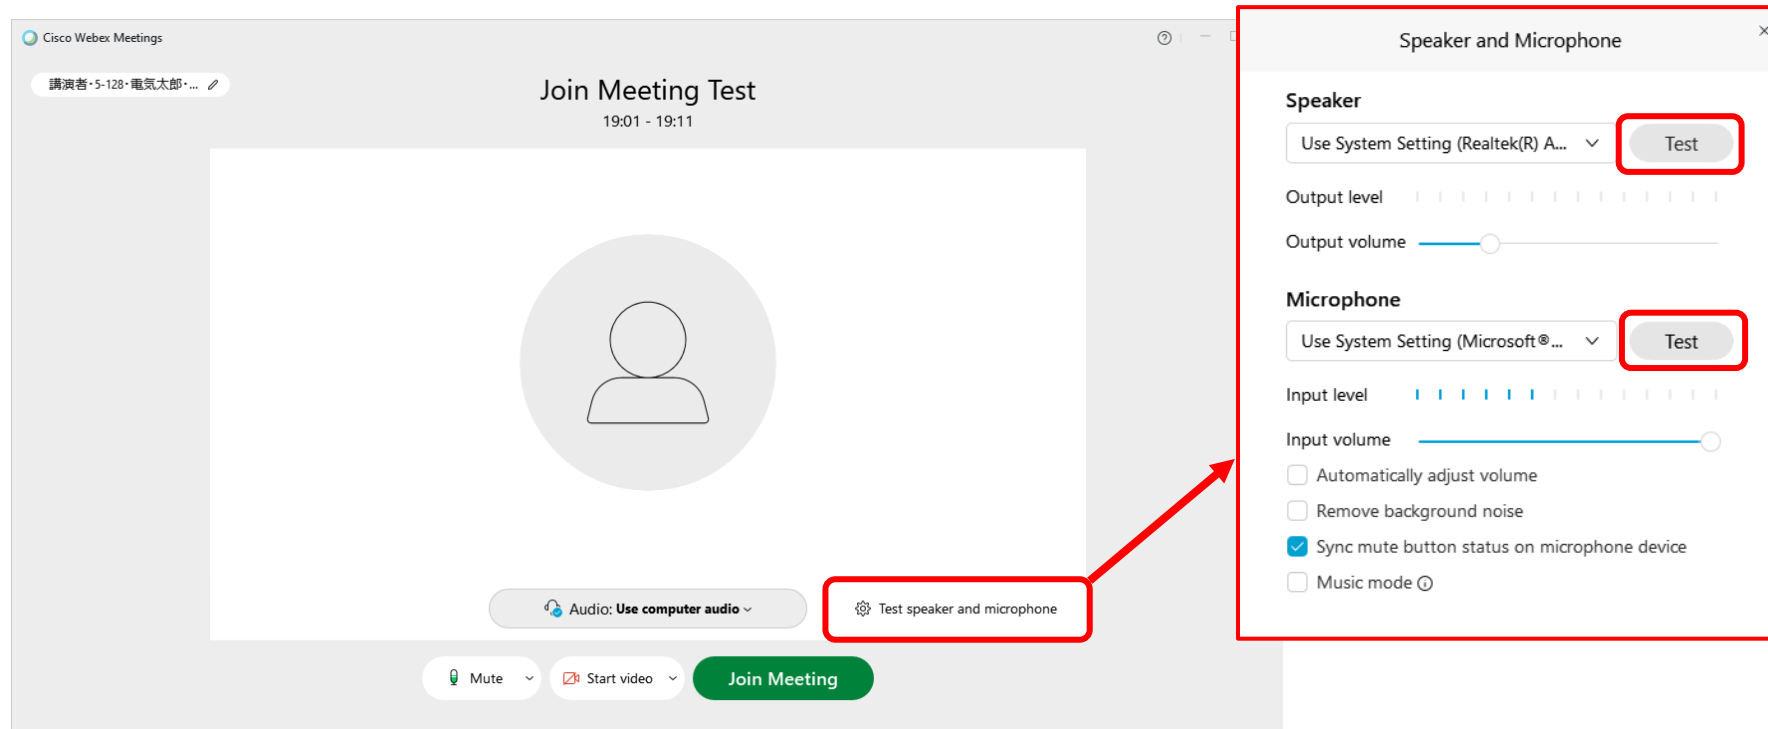 Cisco Webex Meetings
講演者・5-128・電気太郎・...
Join Meeting Test
19:01 - 19:11
Audio: Use computer audio
Test speaker and microphone
Mute
Start video
Join Meeting
Speaker and Microphone
Speaker
Use System Setting (Realtek(R) A...
Test
Output level
Output volume
Microphone
Use System Setting (Microsoft®...
Test
Input level
Input volume
Automatically adjust volume
Remove background noise
Sync mute button status on microphone device
Music mode